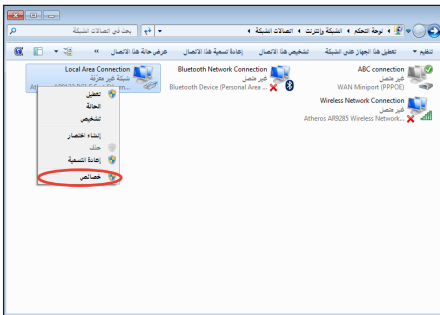 لوحة التحكم ◂ الشبكة وإنترنت ◂ اتصالات الشبكة ◂
بحث في اتصالات الشبكة
تنظيم
تعطيل هذا الجهاز على الشبكة
تشخيص هذا الاتصال
إعادة تسمية هذا الاتصال
عرض حالة هذا الاتصال
»
ABC connection
غير متصل
WAN Miniport (PPPOE)
Bluetooth Network Connection
غير متصل
Bluetooth Device (Personal Area ...
Local Area Connection
شبكة غير معرّفة
Wireless Network Connection
غير متصل
Atheros AR9285 Wireless Network...
تعطيل
الحالة
تشخيص
إنشاء اختصار
حذف
إعادة التسمية
خصائص